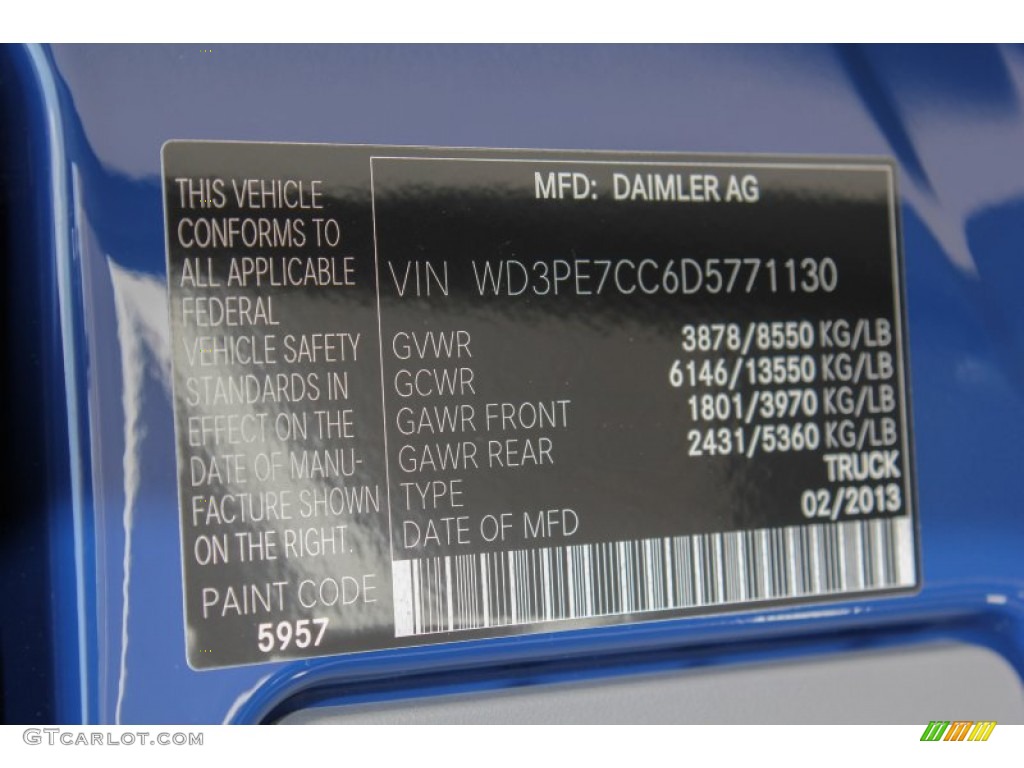 THIS VEHICLE
CONFORMS TO
ALL APPLICABLE
FEDERAL
VEHICLE SAFETY
STANDARDS IN
EFFECT ON THE
DATE OF MANU-
FACTURE SHOWN
ON THE RIGHT.
PAINT CODE
5957
MFD: DAIMLER AG
VIN WD3PE7CC6D5771130
GVWR 3878/8550 KG/LB
GCWR 6146/13550 KG/LB
GAWR FRONT 1801/3970 KG/LB
GAWR REAR 2431/5360 KG/LB
TYPE TRUCK
DATE OF MFD 02/2013
GTCARLOT.COM